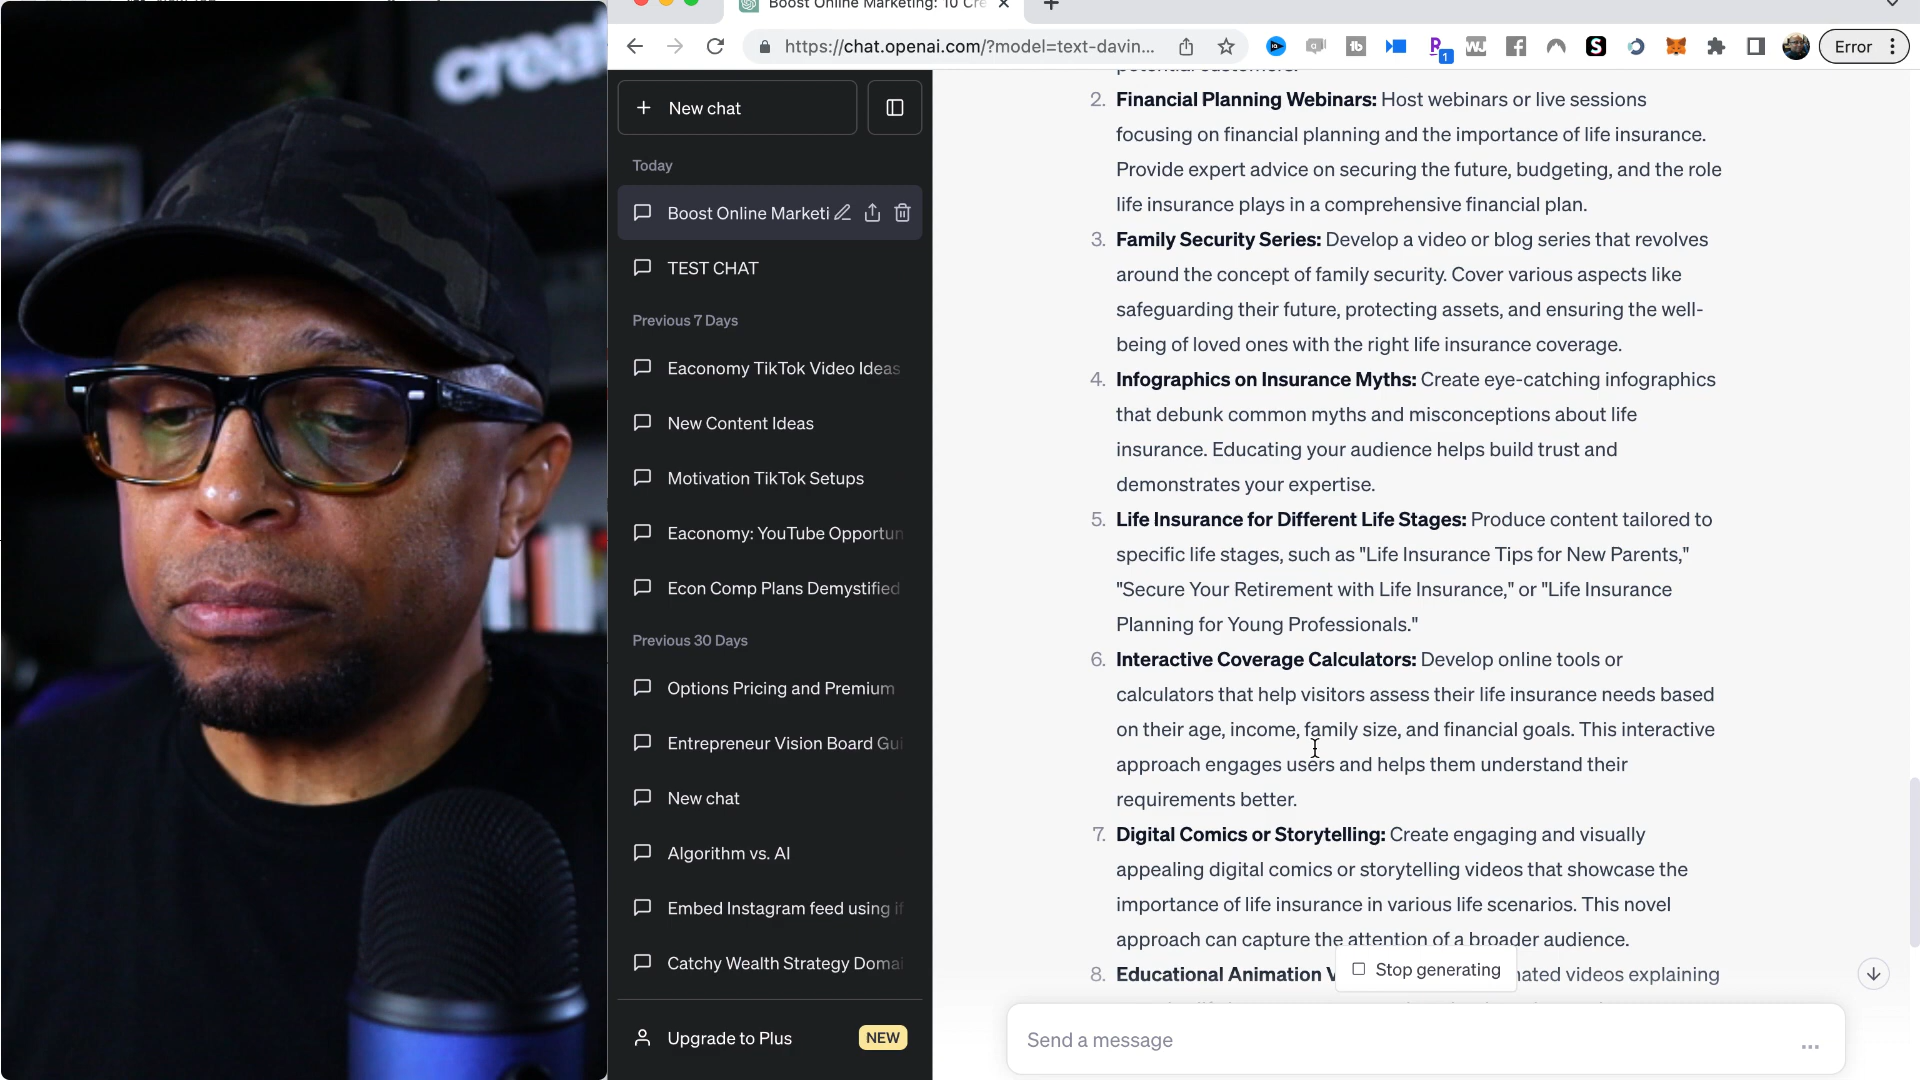 creat
Boost Online Marketing: 10 Cre
https://chat.openai.com/?model=text-davin...
1
Error
New chat
Today
Boost Online Marketi
TEST CHAT
Previous 7 Days
Eaconomy TikTok Video Ideas
New Content Ideas
Motivation TikTok Setups
Eaconomy: YouTube Opportun
Econ Comp Plans Demystified
Previous 30 Days
Options Pricing and Premium
Entrepreneur Vision Board Gui
New chat
Algorithm vs. AI
Embed Instagram feed using if
Catchy Wealth Strategy Domai
Upgrade to Plus
NEW
potential customers.
2. Financial Planning Webinars: Host webinars or live sessions
focusing on financial planning and the importance of life insurance.
Provide expert advice on securing the future, budgeting, and the role
life insurance plays in a comprehensive financial plan.
3. Family Security Series: Develop a video or blog series that revolves
around the concept of family security. Cover various aspects like
safeguarding their future, protecting assets, and ensuring the well-
being of loved ones with the right life insurance coverage.
4. Infographics on Insurance Myths: Create eye-catching infographics
that debunk common myths and misconceptions about life
insurance. Educating your audience helps build trust and
demonstrates your expertise.
5. Life Insurance for Different Life Stages: Produce content tailored to
specific life stages, such as "Life Insurance Tips for New Parents,"
"Secure Your Retirement with Life Insurance," or "Life Insurance
Planning for Young Professionals."
6. Interactive Coverage Calculators: Develop online tools or
calculators that help visitors assess their life insurance needs based
on their age, income, family size, and financial goals. This interactive
approach engages users and helps them understand their
requirements better.
7. Digital Comics or Storytelling: Create engaging and visually
appealing digital comics or storytelling videos that showcase the
importance of life insurance in various life scenarios. This novel
approach can capture the attention of a broader audience.
8. Educational Animation V
nated videos explaining
Stop generating
Send a message
...